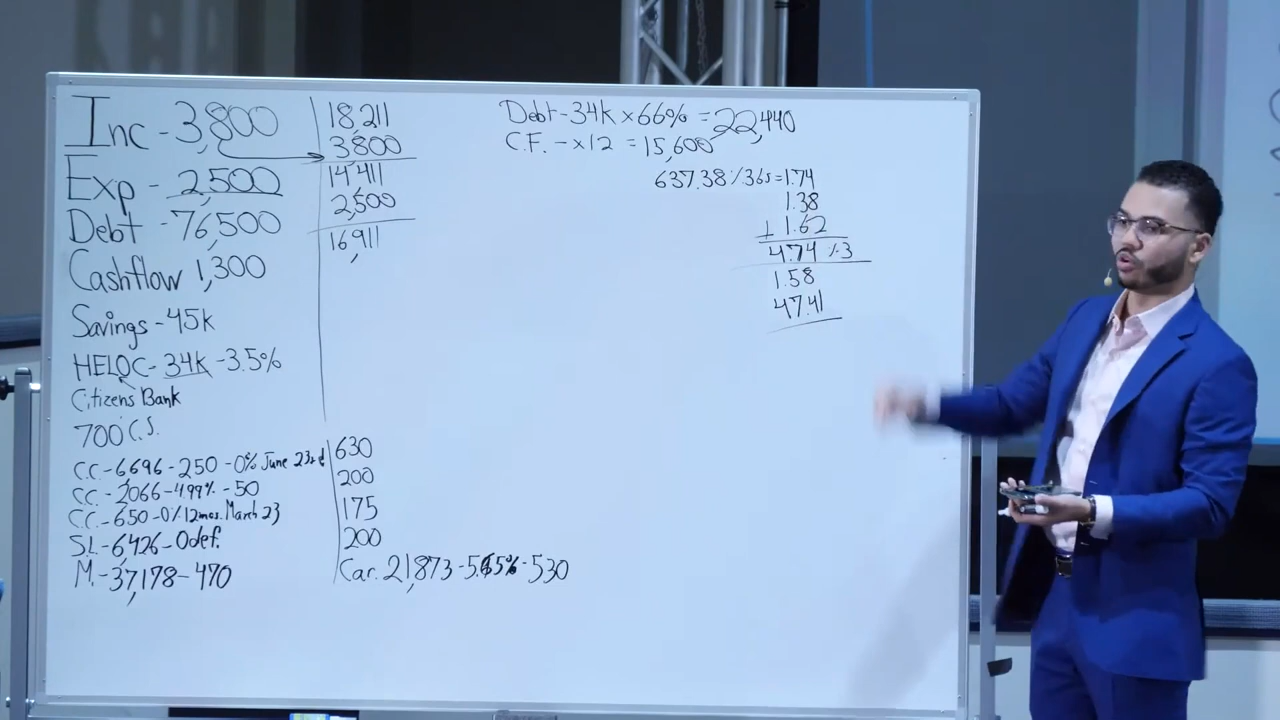 Inc - 3,800
Exp - 2,500
Debt - 76,500
Cashflow 1,300
Savings - 45k
HELOC - 34k - 3.5%
Citizens Bank
700 C.S.
C.C. - 6696 - 250 - 0% June 23rd
C.C. - 2066 - 4.99% - 50
C.C. - 650 - 0% 12mos. March 23
S.L - 6,426 - 0 def.
M. - 37,178 - 470
18,211
3800
14,411
2,500
16,911
630
200
175
200
Car. 21,873 - 5.65% - 530
Debt - 34k x 66% = 22,440
C.F. - x12 = 15,600
637.38 % 365 = 1.74
1.38
+ 1.62
4.74 % 3
1.58
47.41